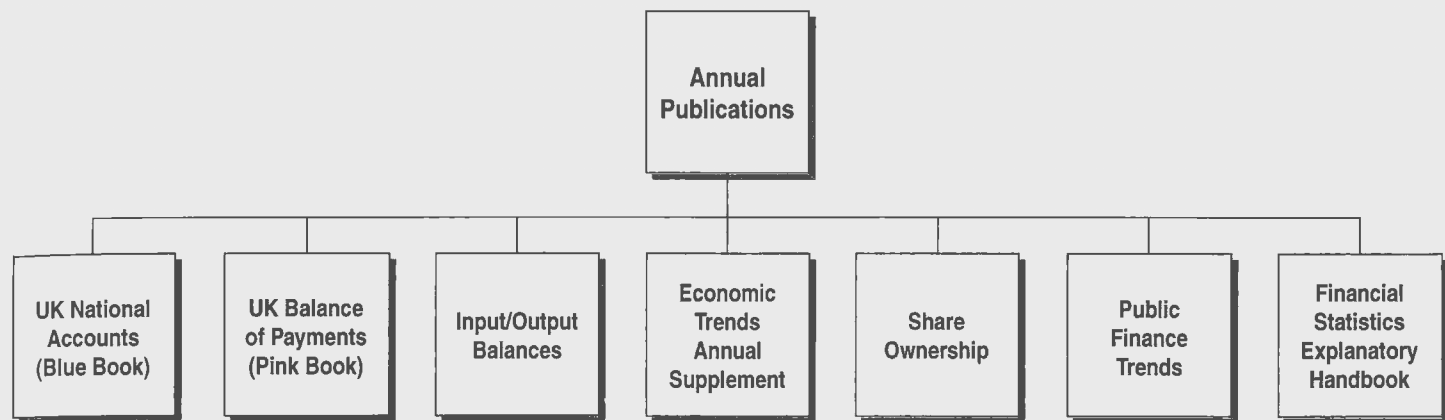 Annual
Publications
UK National
Accounts
(Blue Book)
UK Balance
of Payments
(Pink Book)
Input/Output
Balances
Economic
Trends
Annual
Supplement
Share
Ownership
Public
Finance
Trends
Financial
Statistics
Explanatory
Handbook